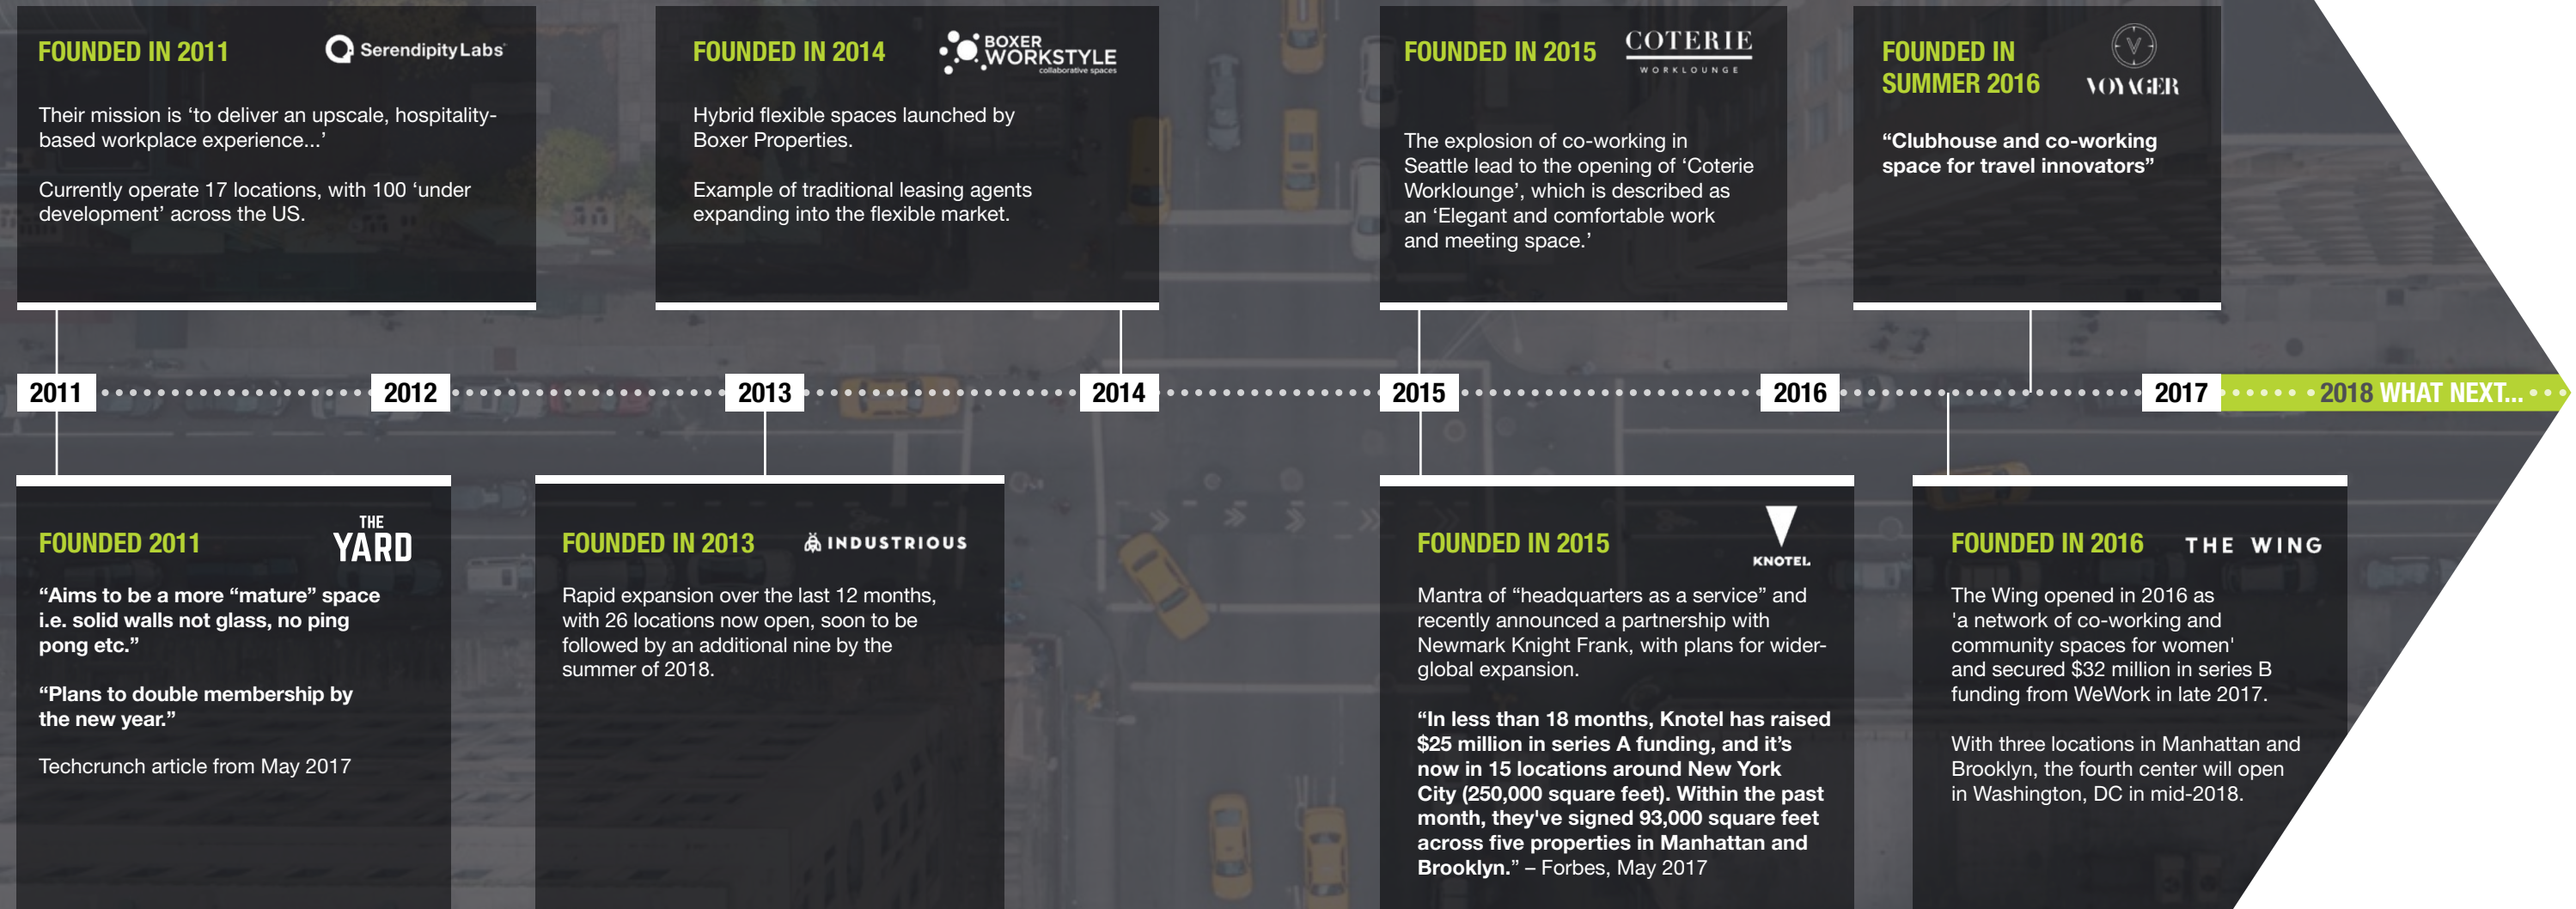 FOUNDED IN 2011
SerendipityLabs
Their mission is ‘to deliver an upscale, hospitality-
based workplace experience...’
Currently operate 17 locations, with 100 ‘under
development’ across the US.
FOUNDED IN 2014
BOXER
WORKSTYLE
collaborative spaces
Hybrid flexible spaces launched by
Boxer Properties.
Example of traditional leasing agents
expanding into the flexible market.
FOUNDED IN 2015
COTERIE
WORKLOUNGE
The explosion of co-working in
Seattle lead to the opening of ‘Coterie
Worklounge’, which is described as
an ‘Elegant and comfortable work
and meeting space.’
FOUNDED IN
SUMMER 2016
V
VOYAGER
“Clubhouse and co-working
space for travel innovators”
2011
2012
2013
2014
2015
2016
2017
2018 WHAT NEXT...
FOUNDED 2011
THE
YARD
“Aims to be a more “mature” space
i.e. solid walls not glass, no ping
pong etc.”
“Plans to double membership by
the new year.”
Techcrunch article from May 2017
FOUNDED IN 2013
INDUSTRIOUS
Rapid expansion over the last 12 months,
with 26 locations now open, soon to be
followed by an additional nine by the
summer of 2018.
FOUNDED IN 2015
KNOTEL
Mantra of “headquarters as a service” and
recently announced a partnership with
Newmark Knight Frank, with plans for wider-
global expansion.
“In less than 18 months, Knotel has raised
$25 million in series A funding, and it’s
now in 15 locations around New York
City (250,000 square feet). Within the past
month, they've signed 93,000 square feet
across five properties in Manhattan and
Brooklyn.” – Forbes, May 2017
FOUNDED IN 2016
THE WING
The Wing opened in 2016 as
'a network of co-working and
community spaces for women'
and secured $32 million in series B
funding from WeWork in late 2017.
With three locations in Manhattan and
Brooklyn, the fourth center will open
in Washington, DC in mid-2018.